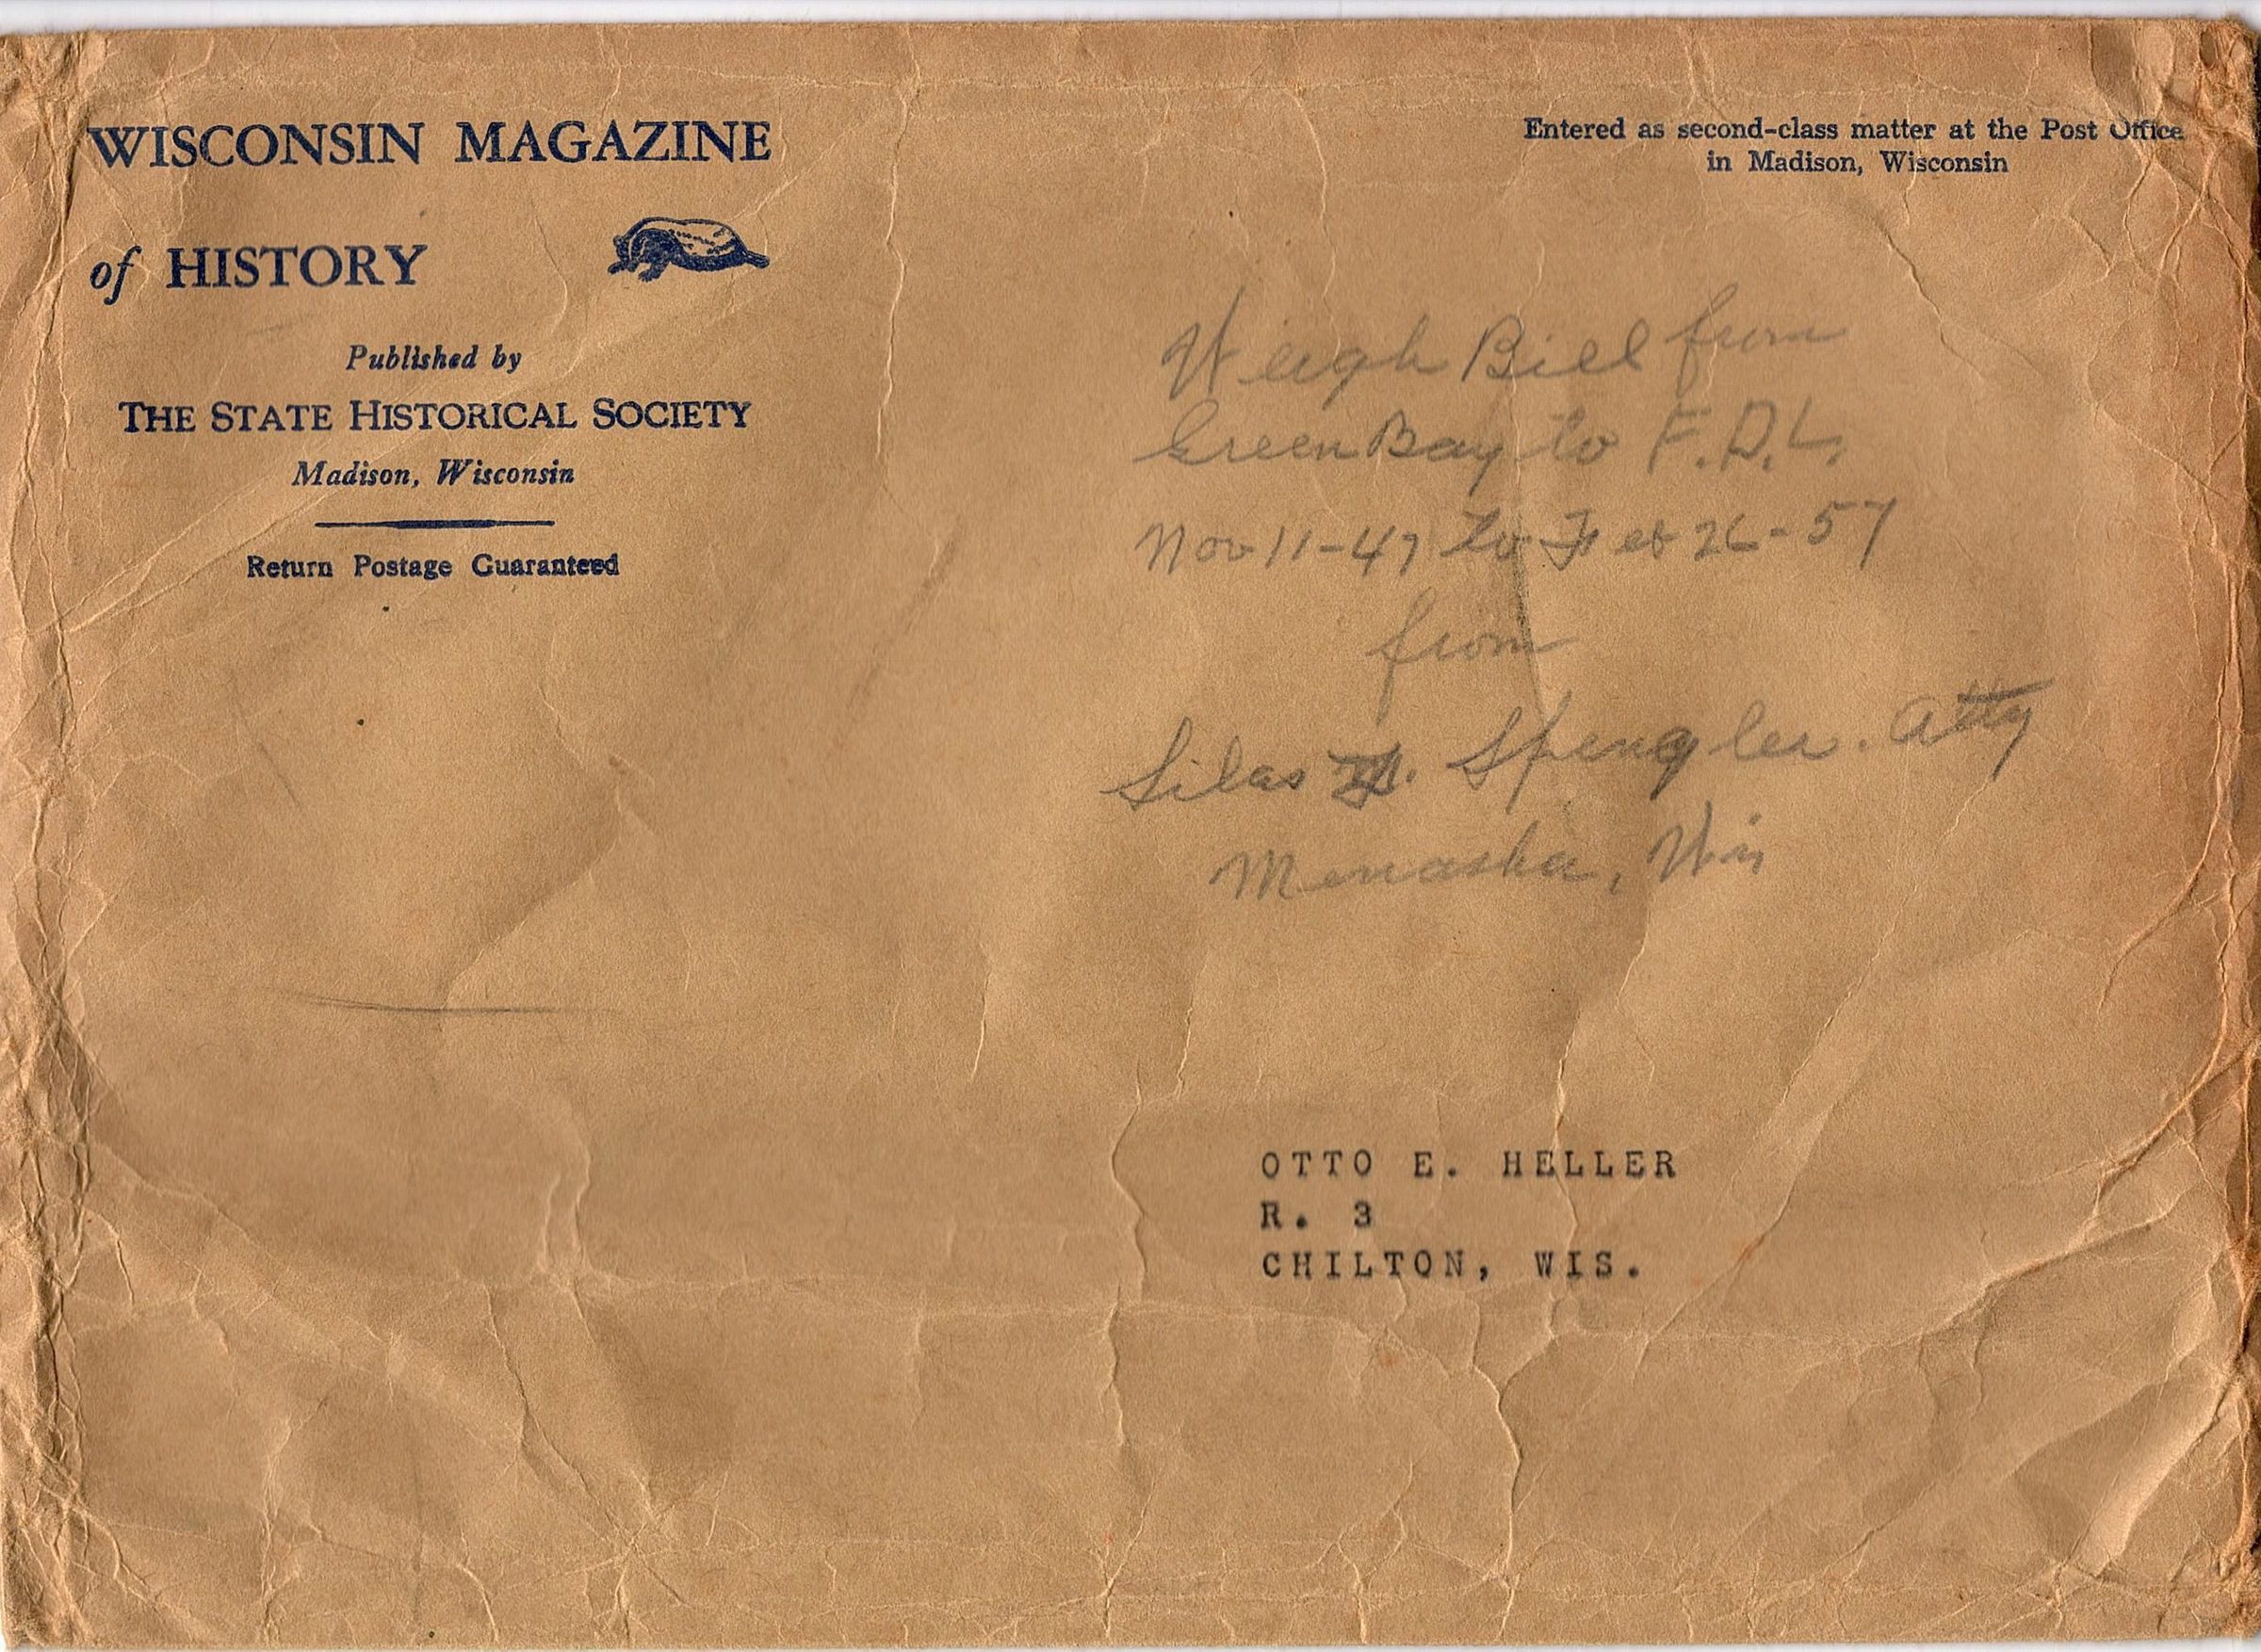 WISCONSIN MAGAZINE
of HISTORY
Published by
THE STATE HISTORICAL SOCIETY
Madison, Wisconsin
Return Postage Guaranteed
Entered as second-class matter at the Post Office
in Madison, Wisconsin
Weigh Bill from
Green Bay to F.D.L.
Nov 11-47 to Feb 26-57
from
Silas Spengler. Atty
Menasha, Wis
OTTO E. HELLER
R. 3
CHILTON, WIS.